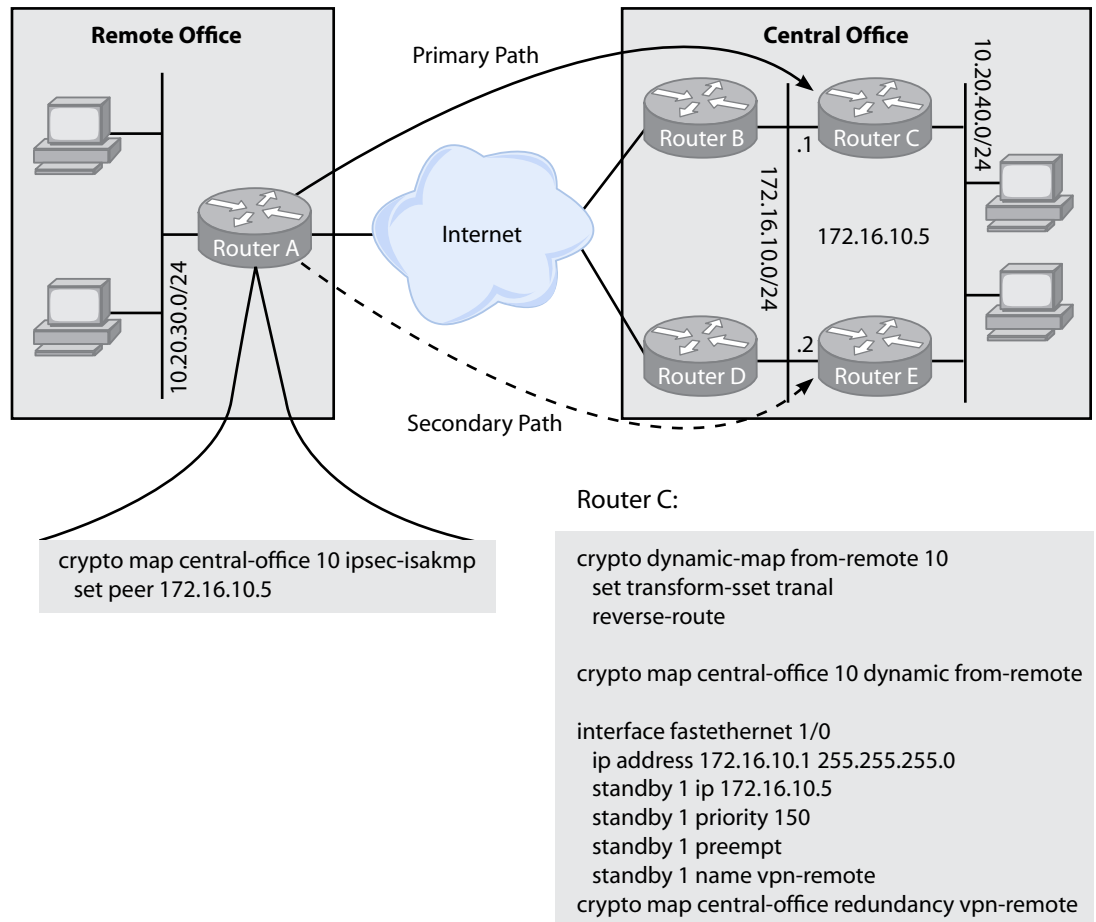 Remote Office
Central Office
Primary Path
Router B
Router C
.1
10.20.40.0/24
Router A
Internet
172.16.10.0/24
172.16.10.5
10.20.30.0/24
Router D
.2
Router E
Secondary Path
crypto map central-office 10 ipsec-isakmp
set peer 172.16.10.5
Router C:
crypto dynamic-map from-remote 10
set transform-sset tranal
reverse-route
crypto map central-office 10 dynamic from-remote
interface fastethernet 1/0
ip address 172.16.10.1 255.255.255.0
standby 1 ip 172.16.10.5
standby 1 priority 150
standby 1 preempt
standby 1 name vpn-remote
crypto map central-office redundancy vpn-remote